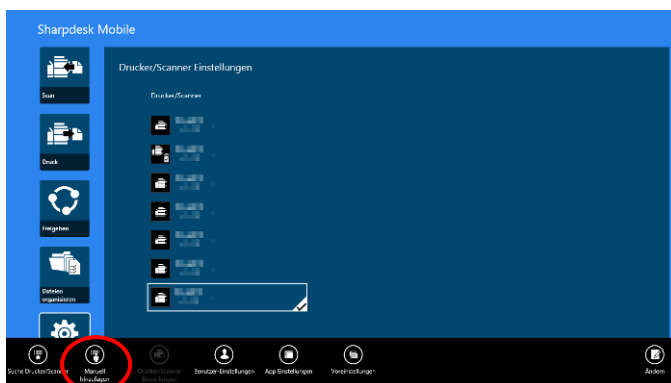 Sharpdesk Mobile
Drucker/Scanner Einstellungen
Drucker/Scanner
Scan
Druck
Freigeben
Dateien
organisieren
Suche Drucker/Scanner
Manuell
hinzufügen
Drucker/Scanner
Einstellungen
Benutzer-Einstellungen
App Einstellungen
Voreinstellungen
Ändern